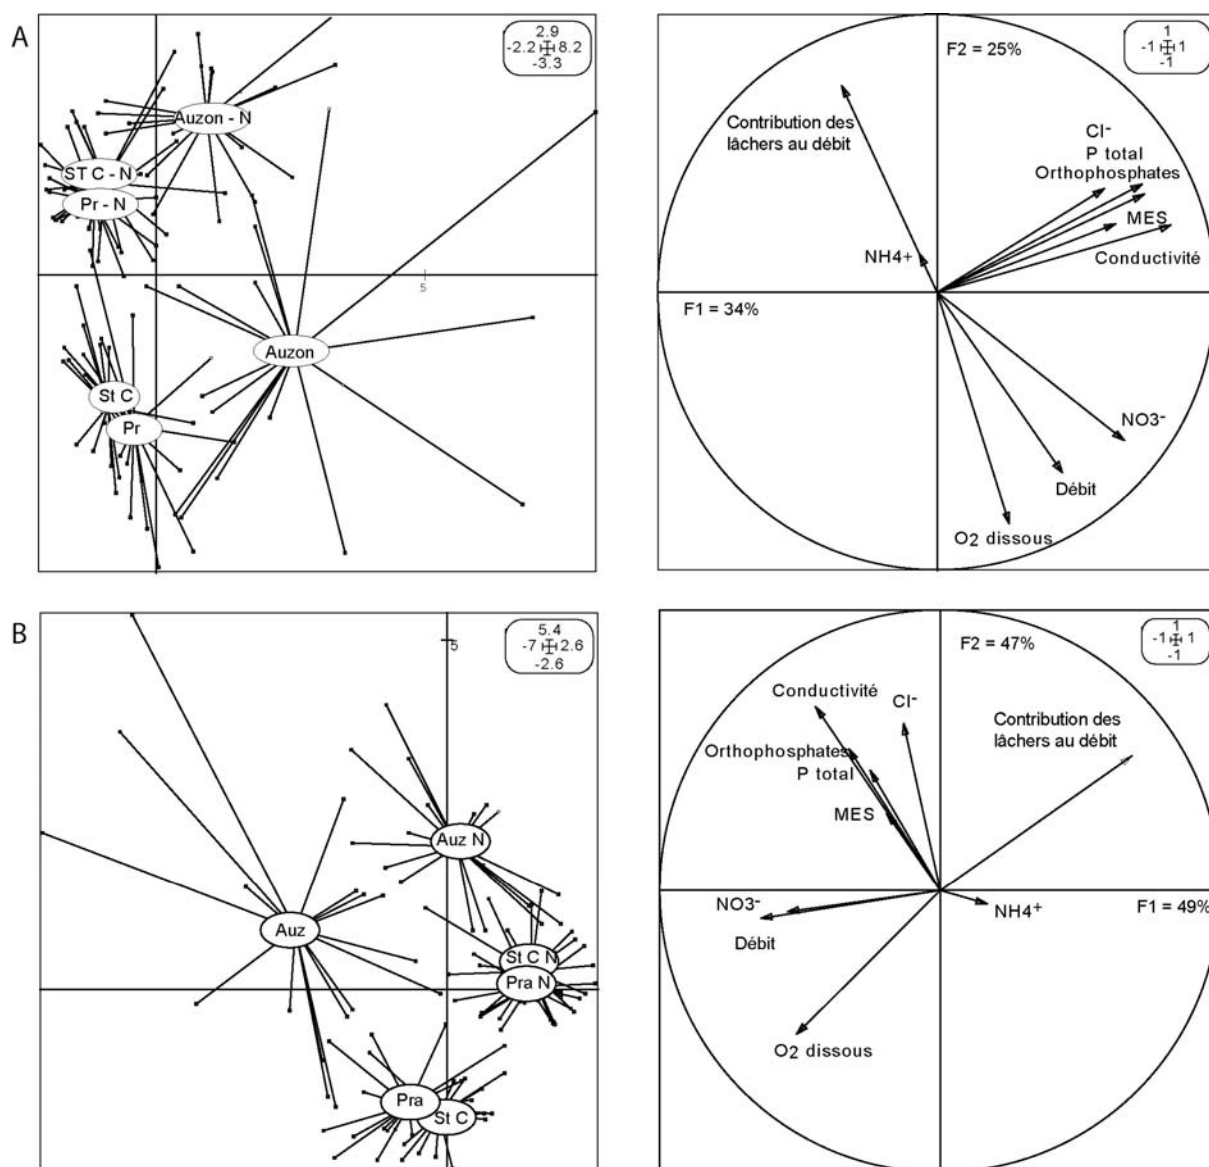 A
2.9
-2.2 8.2
-3.3
Auzon - N
ST C - N
Pr - N
5
Auzon
St C
Pr
F2 = 25%
1
-1 1
-1
Contribution des
lâchers au débit
Cl-
P total
Orthophosphates
MES
NH4+
Conductivité
F1 = 34%
NO3-
Débit
O2 dissous
B
5.4
-7 2.6
-2.6
5
Auz N
Auz
St C N
Pra N
Pra
St C
F2 = 47%
1
-1 1
-1
Conductivité
Cl-
Contribution des
lâchers au débit
Orthophosphates
P total
MES
NO3-
NH4+
F1 = 49%
Débit
O2 dissous